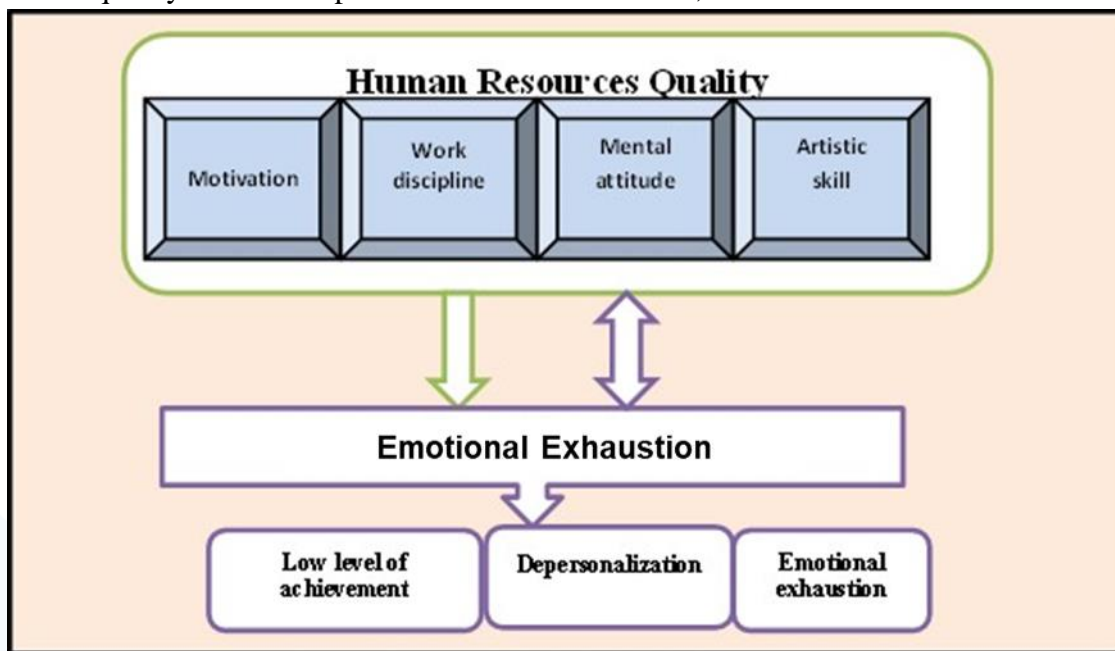 Human Resources Quality
Motivation
Work
discipline
Mental
attitude
Artistic
skill
Emotional Exhaustion
Low level of
achievement
Depersonalization
Emotional
exhaustion